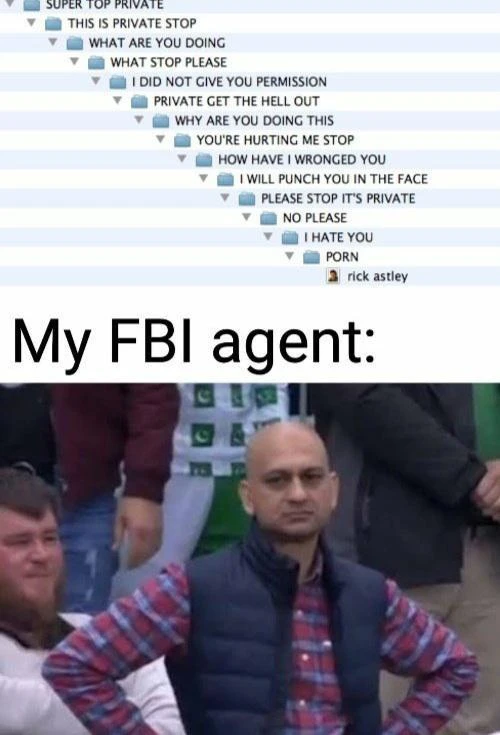 SUPER TOP PRIVATE
THIS IS PRIVATE STOP
WHAT ARE YOU DOING
WHAT STOP PLEASE
I DID NOT GIVE YOU PERMISSION
PRIVATE GET THE HELL OUT
WHY ARE YOU DOING THIS
YOU'RE HURTING ME STOP
HOW HAVE I WRONGED YOU
I WILL PUNCH YOU IN THE FACE
PLEASE STOP IT'S PRIVATE
NO PLEASE
I HATE YOU
PORN
rick astley
My FBI agent: